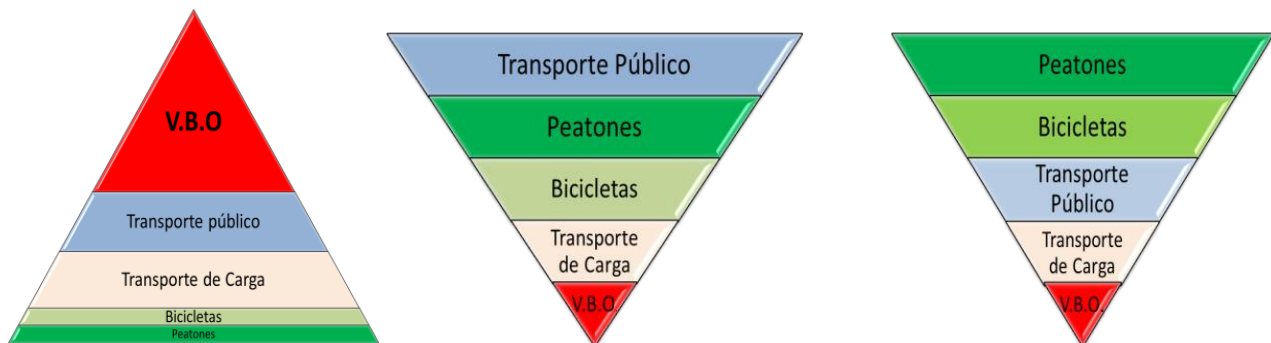 V.B.O
Transporte público
Transporte de Carga
Bicicletas
Peatones
Transporte Público
Peatones
Bicicletas
Transporte
de Carga
V.B.O.
Peatones
Bicicletas
Transporte
Público
Transporte
de Carga
V.B.O.